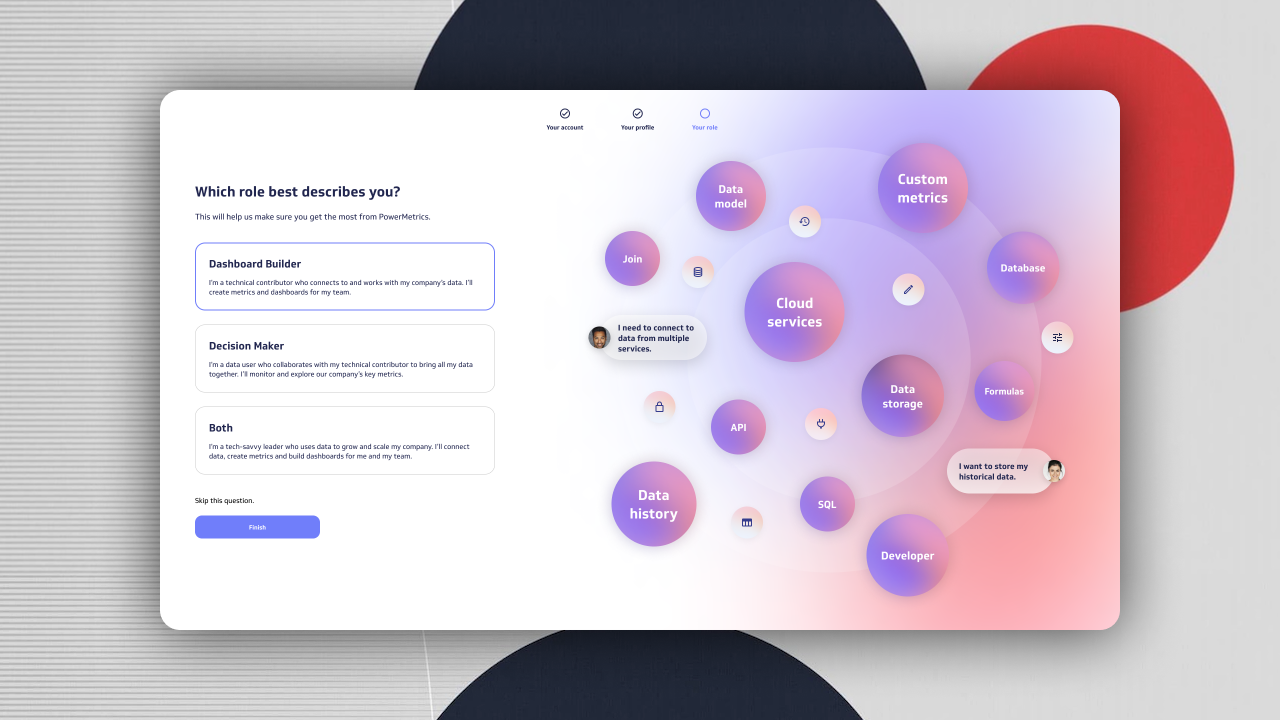 Your account
Your profile
Your role
Which role best describes you?
This will help us make sure you get the most from PowerMetrics.
Dashboard Builder
I'm a technical contributor who connects to and works with my company's data. I'll
create metrics and dashboards for my team.
Decision Maker
I'm a data user who collaborates with my technical contributor to bring all my data
together. I'll monitor and explore our company's key metrics.
Both
I'm a tech-savvy leader who uses data to grow and scale my company. I'll connect
data, create metrics and build dashboards for me and my team.
Skip this question.
Finish
Data
model
Custom
metrics
Join
Database
Cloud
services
I need to connect to
data from multiple
services.
Data
storage
Formulas
API
I want to store my
historical data.
Data
history
SQL
Developer